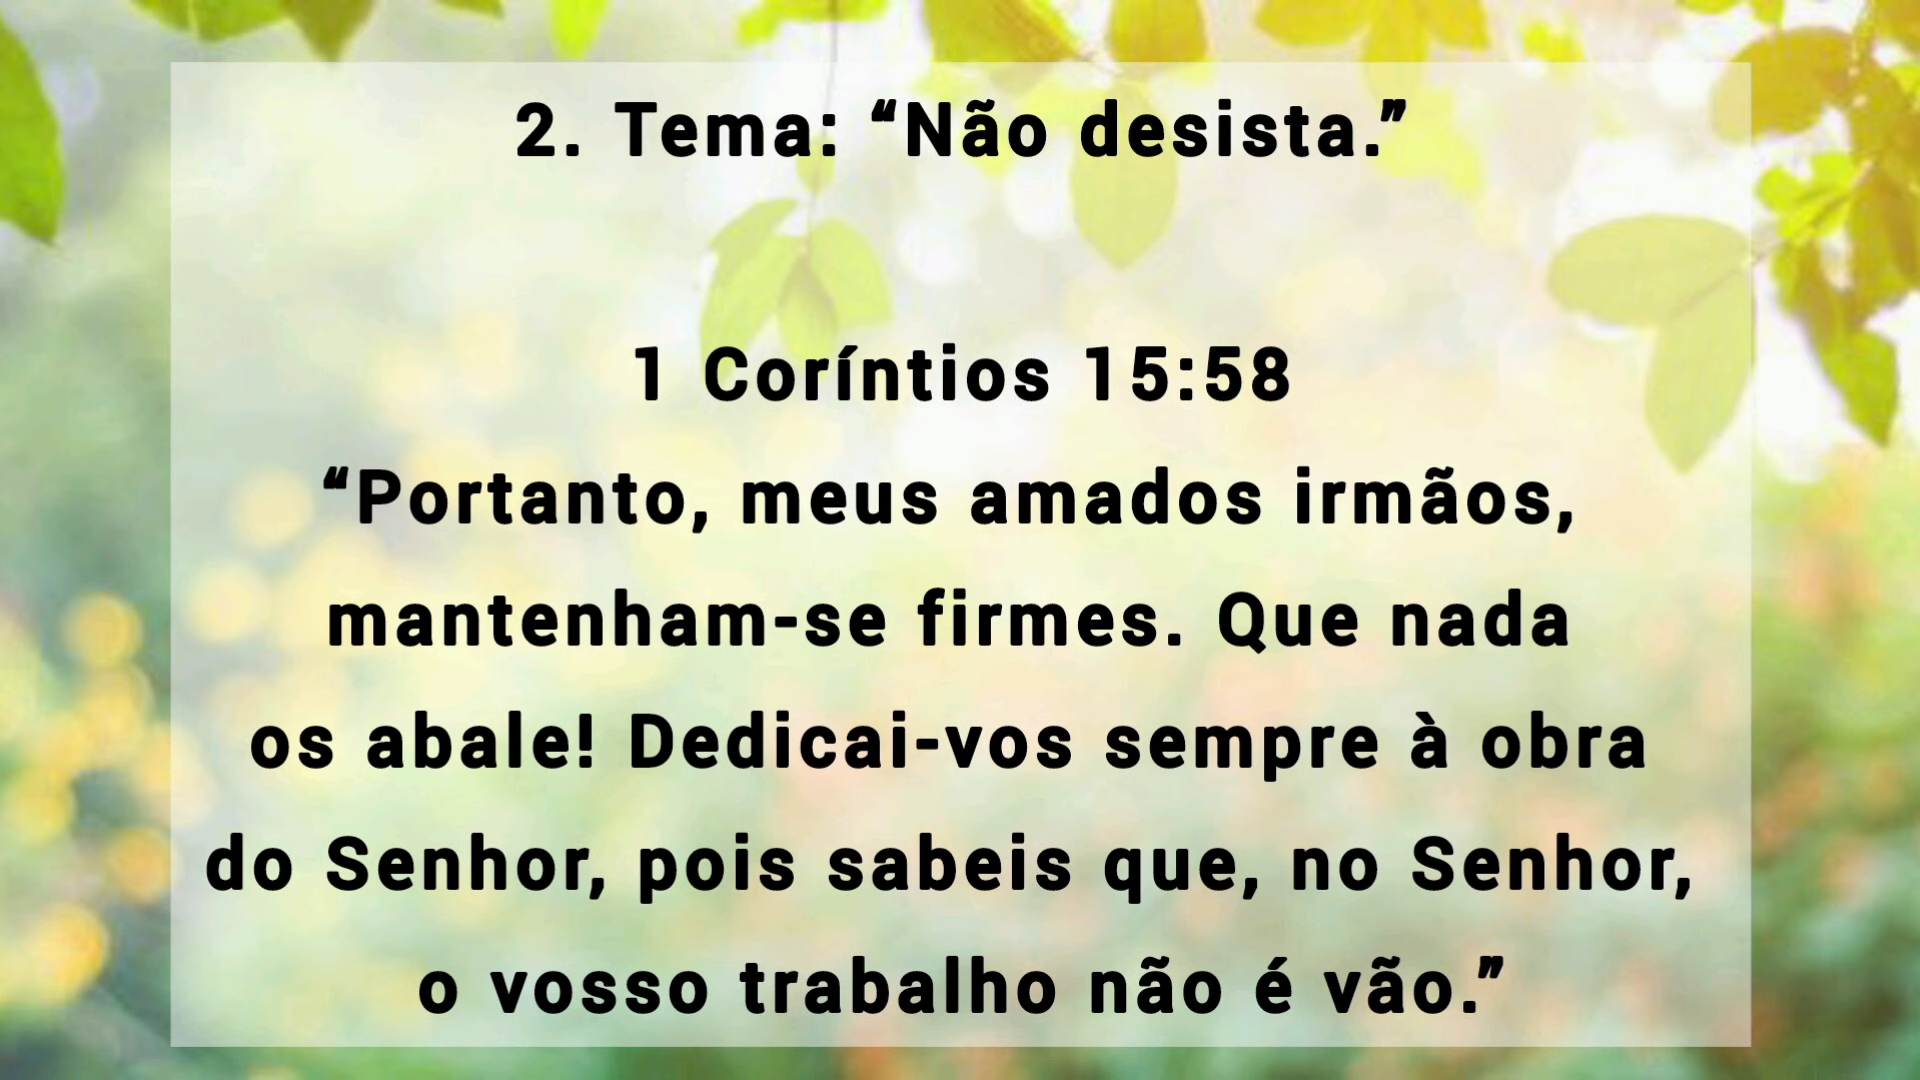 2. Tema: “Não desista.”
1 Coríntios 15:58
“Portanto, meus amados irmãos,
mantenham-se firmes. Que nada
os abale! Dedicai-vos sempre à obra
do Senhor, pois sabeis que, no Senhor,
o vosso trabalho não é vão.”